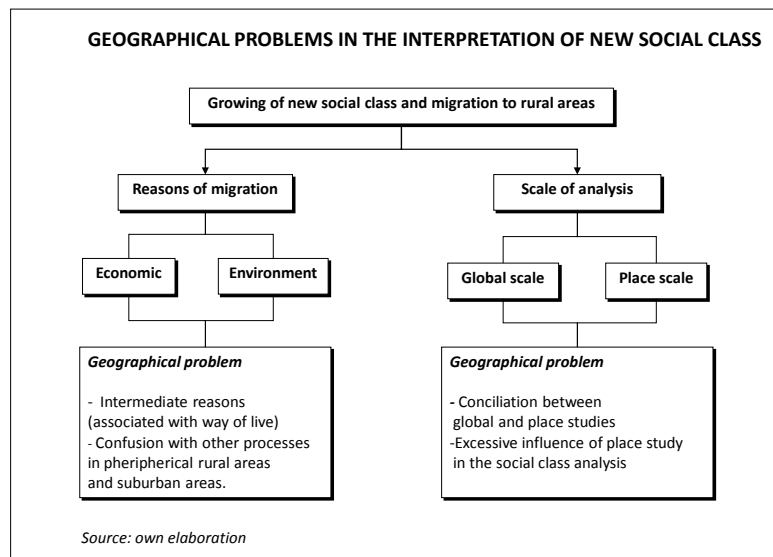 GEOGRAPHICAL PROBLEMS IN THE INTERPRETATION OF NEW SOCIAL CLASS
Growing of new social class and migration to rural areas
Reasons of migration
Scale of analysis
Economic
Environment
Global scale
Place scale
Geographical problem
- Intermediate reasons
(associated with way of live)
- Confusion with other processes
in pheripherical rural areas
and suburban areas.
Geographical problem
- Conciliation between
global and place studies
-Excessive influence of place study
in the social class analysis
Source: own elaboration